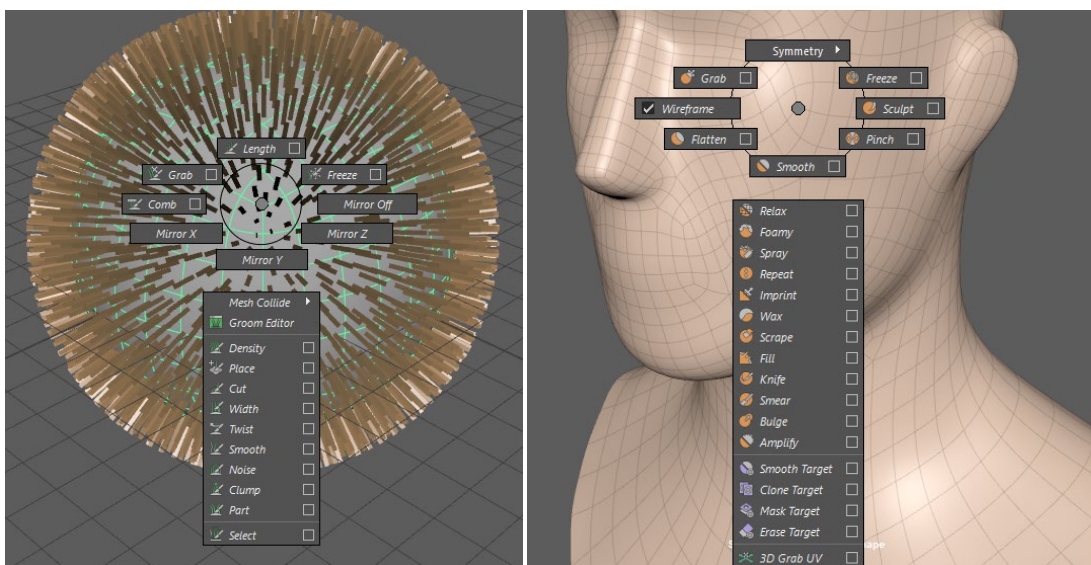 Length
Grab
Freeze
Comb
Mirror Off
Mirror X
Mirror Z
Mirror Y
Mesh Collide
Groom Editor
Density
Place
Cut
Width
Twist
Smooth
Noise
Clump
Part
Select
Symmetry
Grab
Freeze
Wireframe
Sculpt
Flatten
Pinch
Smooth
Relax
Foamy
Spray
Repeat
Imprint
Wax
Scrape
Fill
Knife
Smear
Bulge
Amplify
Smooth Target
Clone Target
Mask Target
Erase Target
3D Grab UV